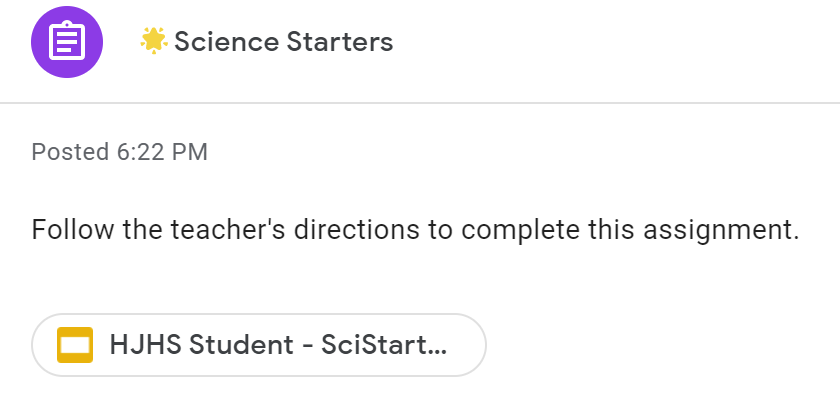 🌟Science Starters
Posted 6:22 PM
Follow the teacher's directions to complete this assignment.
HJHS Student - SciStart...